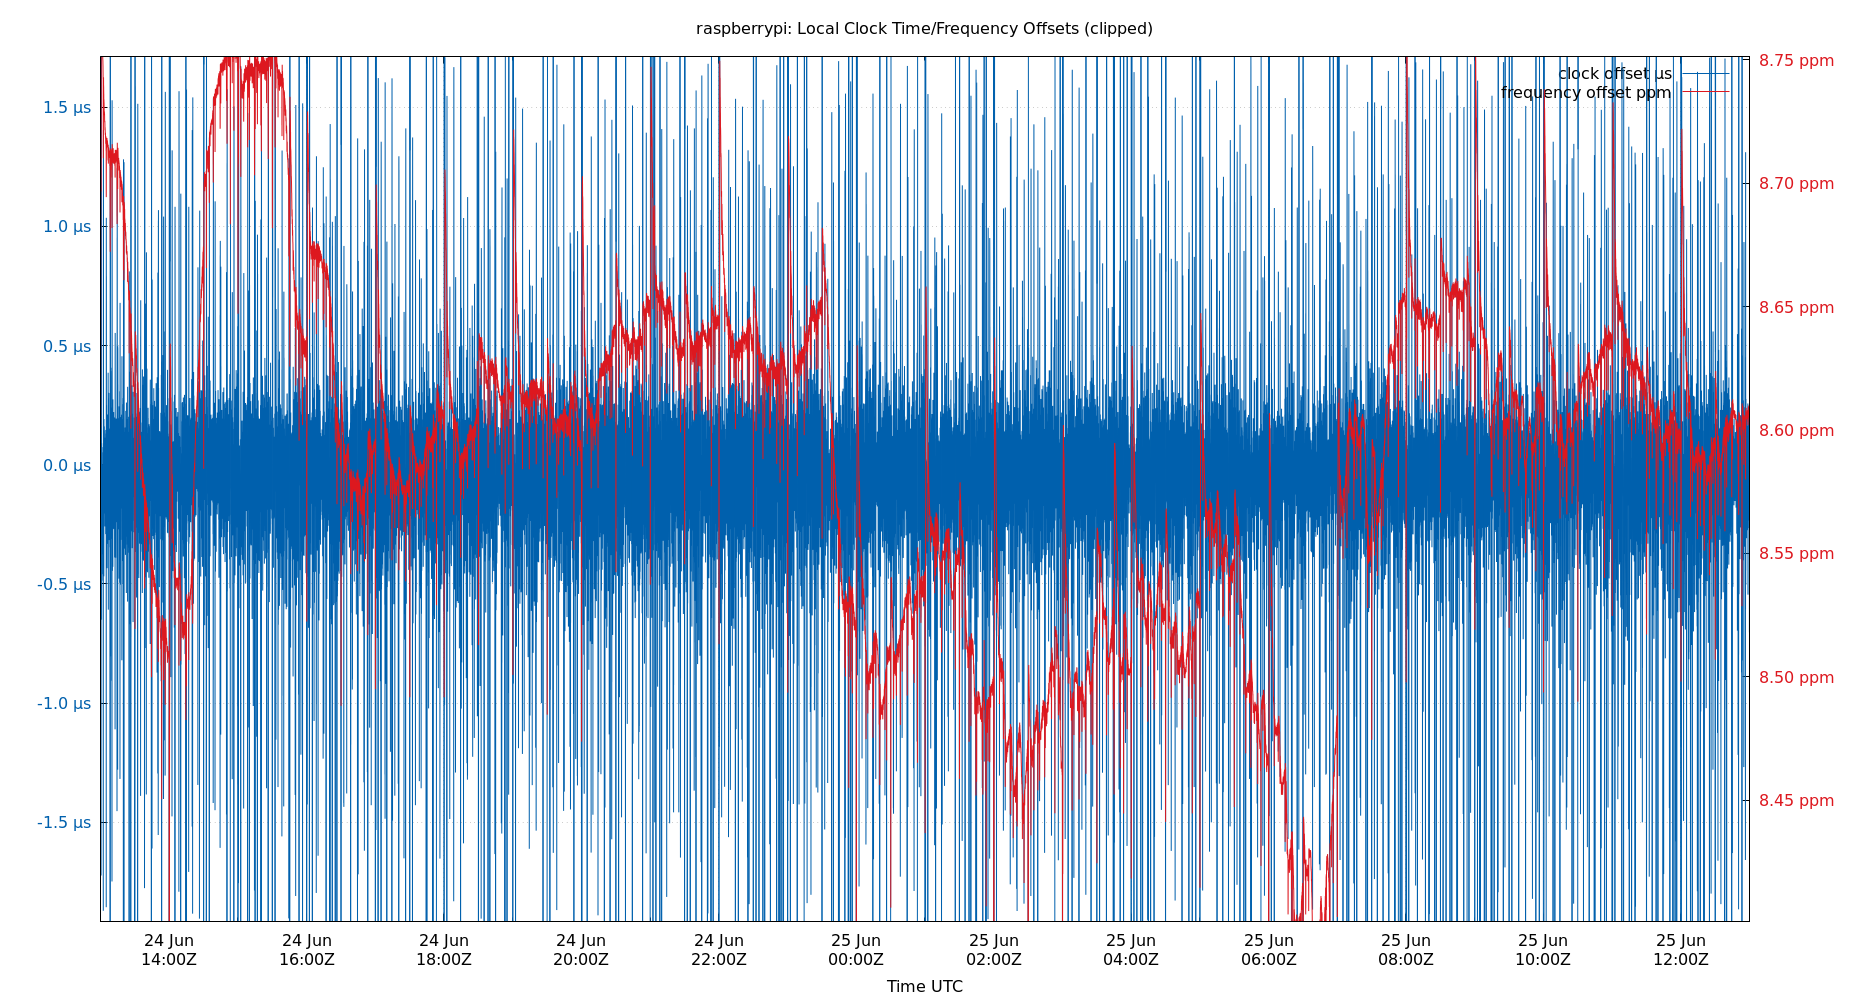 raspberrypi: Local Clock Time/Frequency Offsets (clipped)
clock offset µs
frequency offset ppm
1.5 µs
1.0 µs
0.5 µs
0.0 µs
-0.5 µs
-1.0 µs
-1.5 µs
8.75 ppm
8.70 ppm
8.65 ppm
8.60 ppm
8.55 ppm
8.50 ppm
8.45 ppm
24 Jun 24 Jun 24 Jun 24 Jun 24 Jun 25 Jun 25 Jun 25 Jun 25 Jun 25 Jun 25 Jun 25 Jun
14:00Z 16:00Z 18:00Z 20:00Z 22:00Z 00:00Z 02:00Z 04:00Z 06:00Z 08:00Z 10:00Z 12:00Z
Time UTC